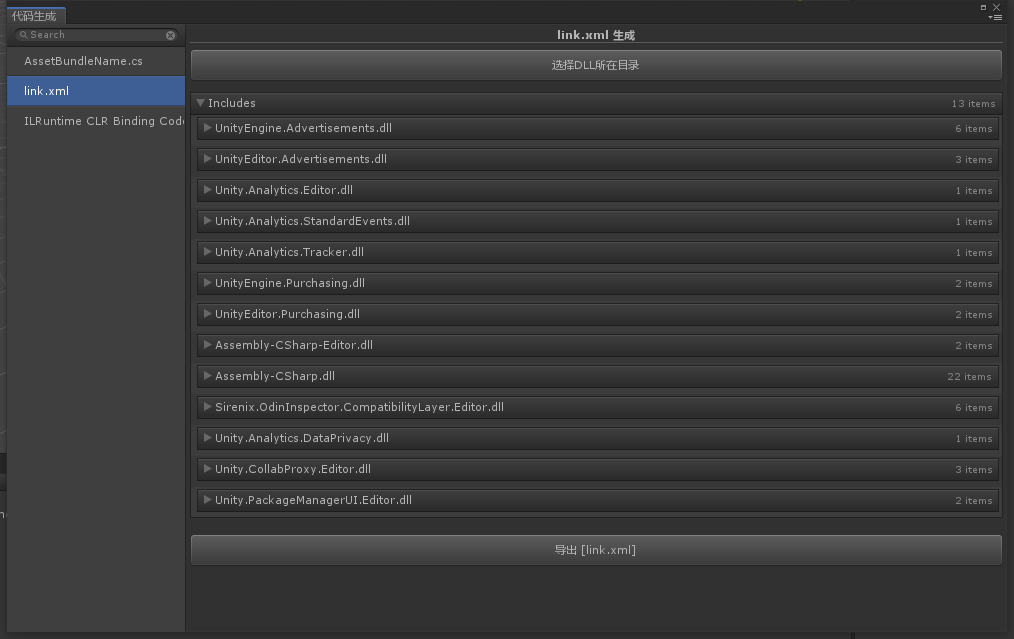 代码生成
Search
AssetBundleName.cs
link.xml
ILRuntime CLR Binding Code
link.xml 生成
选择DLL所在目录
Includes 13 items
UnityEngine.Advertisements.dll 6 items
UnityEditor.Advertisements.dll 3 items
Unity.Analytics.Editor.dll 1 items
Unity.Analytics.StandardEvents.dll 1 items
Unity.Analytics.Tracker.dll 1 items
UnityEngine.Purchasing.dll 2 items
UnityEditor.Purchasing.dll 2 items
Assembly-CSharp-Editor.dll 2 items
Assembly-CSharp.dll 22 items
Sirenix.OdinInspector.CompatibilityLayer.Editor.dll 6 items
Unity.Analytics.DataPrivacy.dll 1 items
Unity.CollabProxy.Editor.dll 3 items
Unity.PackageManagerUI.Editor.dll 2 items
导出 [link.xml]